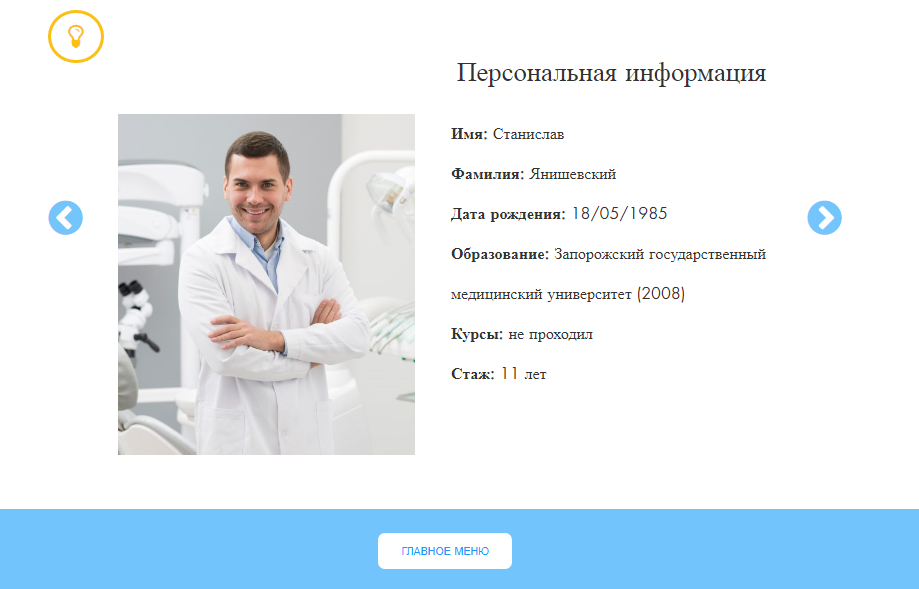 Персональная информация
Имя: Станислав
Фамилия: Янишевский
Дата рождения: 18/05/1985
Образование: Запорожский государственный
медицинский университет (2008)
Курсы: не проходил
Стаж: 11 лет
ГЛАВНОЕ МЕНЮ